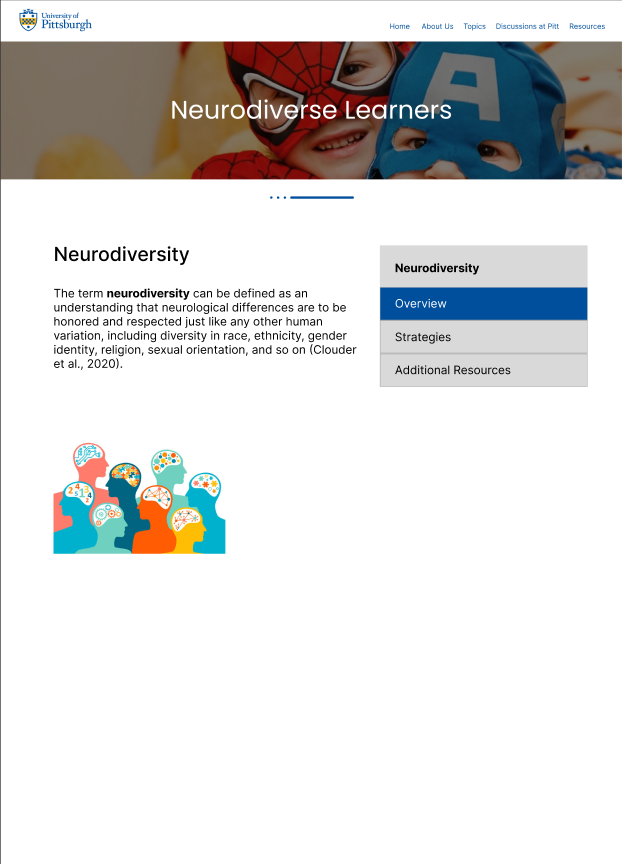 University of
Pittsburgh
Home About Us Topics Discussions at Pitt Resources
A
Neurodiverse Learners
Neurodiversity
The term neurodiversity can be defined as an
understanding that neurological differences are to be
honored and respected just like any other human
variation, including diversity in race, ethnicity, gender
identity, religion, sexual orientation, and so on (Clouder
et al., 2020).
Neurodiversity
Overview
Strategies
Additional Resources